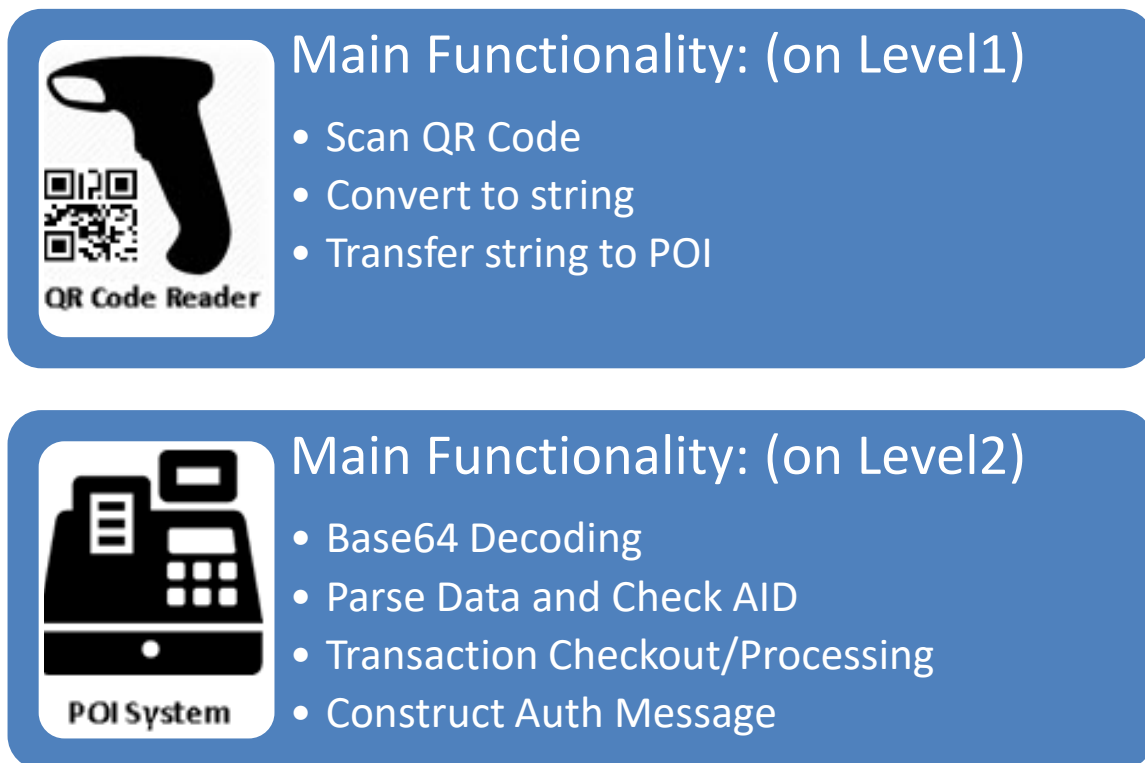 Main Functionality: (on Level1)
• Scan QR Code
• Convert to string
• Transfer string to POI
QR Code Reader
Main Functionality: (on Level2)
• Base64 Decoding
• Parse Data and Check AID
• Transaction Checkout/Processing
• Construct Auth Message
POI System